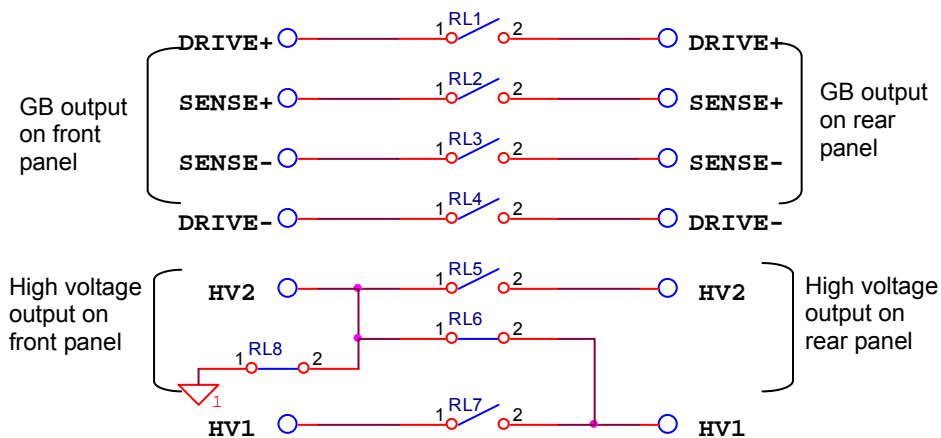 RL1
DRIVE+ 1 2 DRIVE+
GB output
on front
panel
GB output
on rear
panel
RL2
SENSE+ 1 2 SENSE+
RL3
SENSE- 1 2 SENSE-
RL4
DRIVE- 1 2 DRIVE-
High voltage
output on
front panel
High voltage
output on
rear panel
RL5
HV2 1 2 HV2
RL6
1 2
RL8
1 2
1
RL7
HV1 1 2 HV1